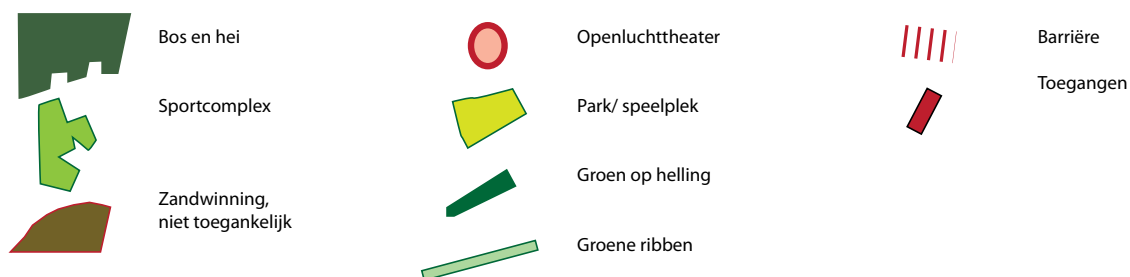 Bos en hei
Sportcomplex
Zandwinning,
niet toegankelijk
Openluchttheater
Park/ speelplek
Groen op helling
Groene ribben
Barrière
Toegangen